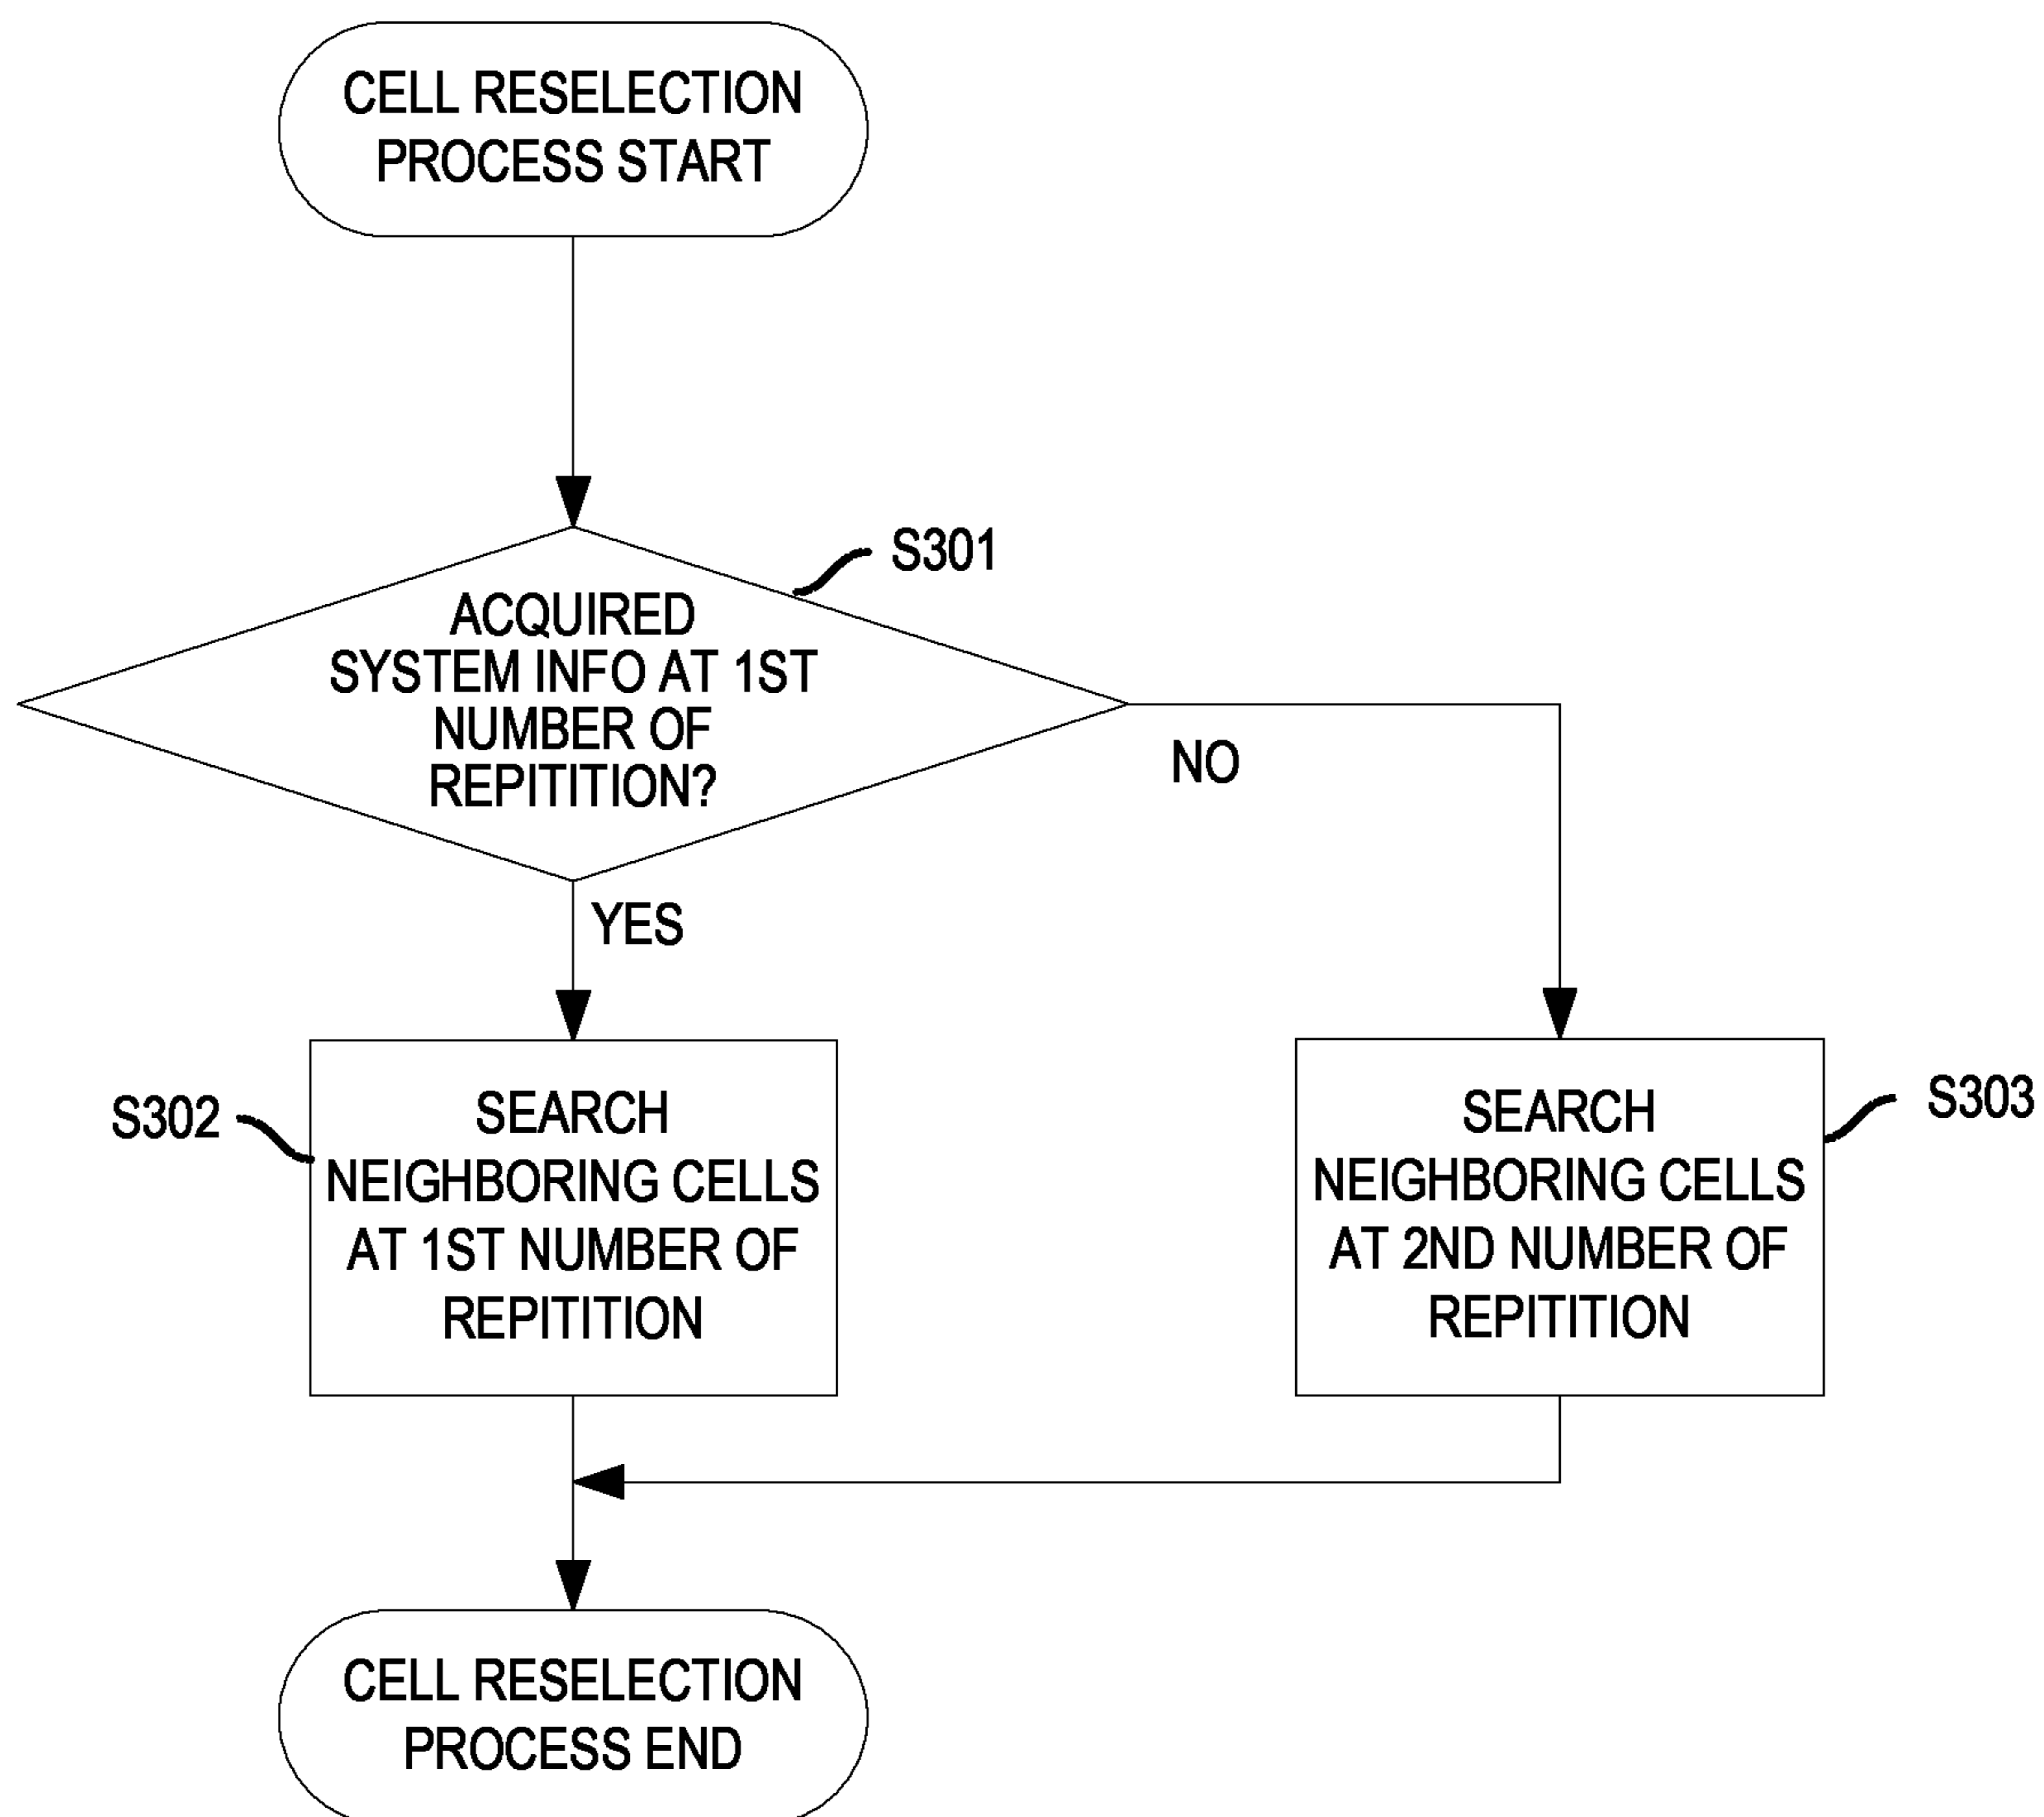 CELL RESELECTION
PROCESS START
S301
ACQUIRED
SYSTEM INFO AT 1ST
NUMBER OF
REPITITION?
NO
YES
S302
SEARCH
NEIGHBORING CELLS
AT 1ST NUMBER OF
REPITITION
SEARCH
NEIGHBORING CELLS
AT 2ND NUMBER OF
REPITITION
S303
CELL RESELECTION
PROCESS END